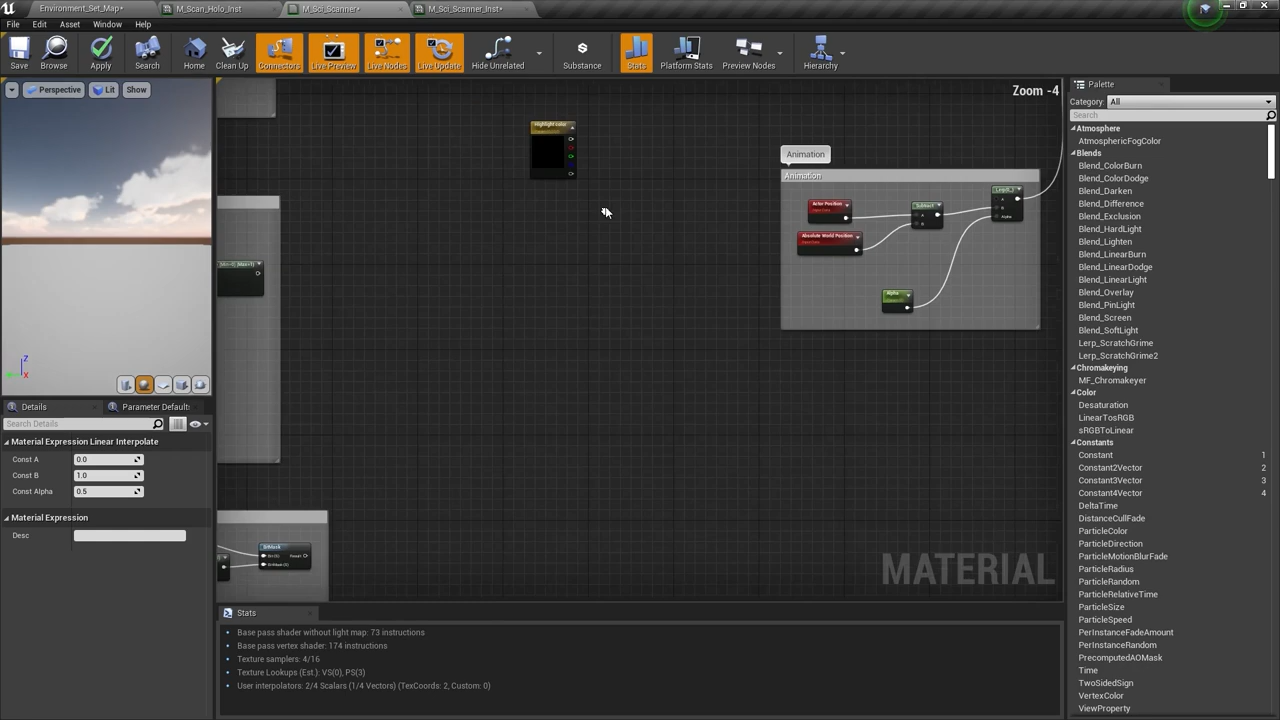 Environment_Set_Map*
M_Scan_Holo_Inst
M_Sci_Scanner*
M_Sci_Scanner_Inst*
File Edit Asset Window Help
Save Browse Apply Search Home Clean Up Connectors Live Preview Live Nodes Live Update Hide Unrelated Substance Stats Platform Stats Preview Nodes Hierarchy
Perspective Lit Show
Zoom -4
Highlight color
Animation
Animation
Actor Position
Absolute World Position
Subtract
A
B
Alpha
Alpha
BitMask
Z
X
MATERIAL
Details
Parameter Default
Search Details
Material Expression Linear Interpolate
Const A 0.0
Const B 1.0
Const Alpha 0.5
Material Expression
Desc
Stats
Base pass shader without light map: 73 instructions
Base pass vertex shader: 174 instructions
Texture samplers: 4/16
Texture Lookups (Est.): VS(0), PS(3)
User interpolators: 2/4 Scalars (1/4 Vectors) (TexCoords: 2, Custom: 0)
Palette
Category: All
Search
Atmosphere
AtmosphericFogColor
Blends
Blend_ColorBurn
Blend_ColorDodge
Blend_Darken
Blend_Difference
Blend_Exclusion
Blend_HardLight
Blend_Lighten
Blend_LinearBurn
Blend_LinearDodge
Blend_LinearLight
Blend_Overlay
Blend_PinLight
Blend_Screen
Blend_SoftLight
Lerp_ScratchGrime
Lerp_ScratchGrime2
Chromakeying
MF_Chromakeyer
Color
Desaturation
LinearTosRGB
sRGBToLinear
Constants
Constant 1
Constant2Vector 2
Constant3Vector 3
Constant4Vector 4
DeltaTime
DistanceCullFade
ParticleColor
ParticleDirection
ParticleMotionBlurFade
ParticleRadius
ParticleRandom
ParticleRelativeTime
ParticleSize
ParticleSpeed
PerInstanceFadeAmount
PerInstanceRandom
PrecomputedAOMask
Time
TwoSidedSign
VertexColor
ViewProperty